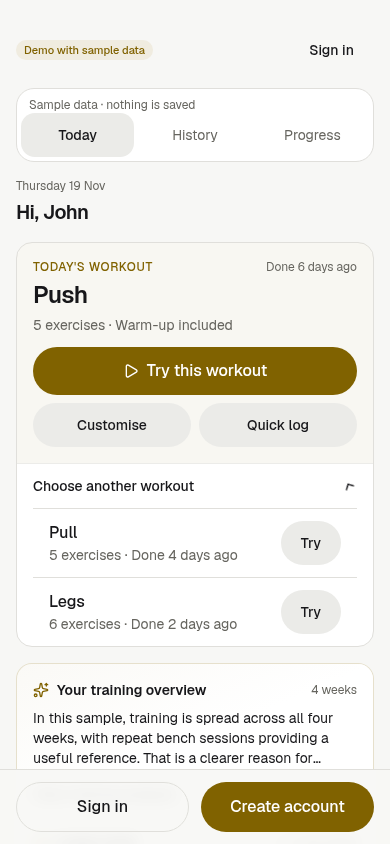 Demo with sample data
Sign in
Sample data · nothing is saved
Today
History
Progress
Thursday 19 Nov
Hi, John
TODAY'S WORKOUT
Done 6 days ago
Push
5 exercises · Warm-up included
Try this workout
Customise
Quick log
Choose another workout
Pull
5 exercises · Done 4 days ago
Try
Legs
6 exercises · Done 2 days ago
Try
Your training overview
4 weeks
In this sample, training is spread across all four
weeks, with repeat bench sessions providing a
useful reference. That is a clearer reason for…
Sign in
Create account